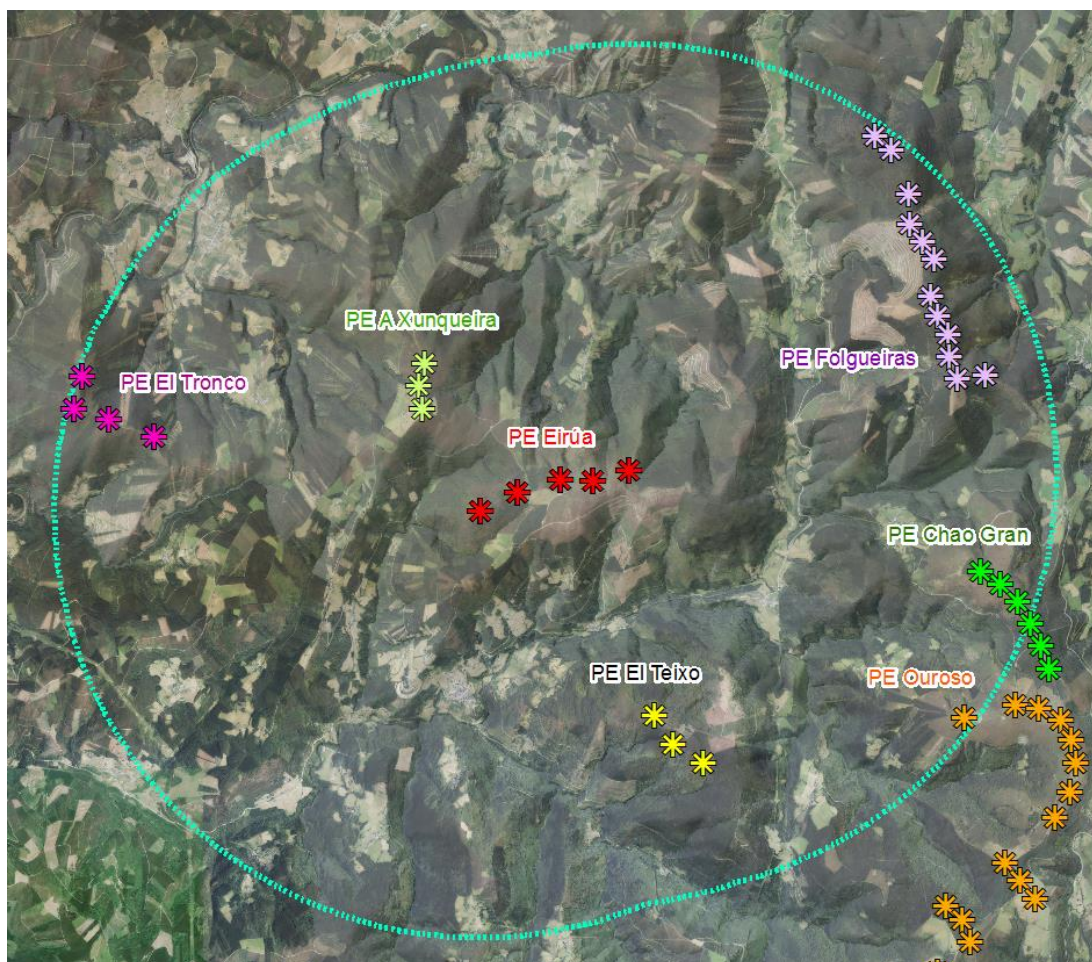 PE A Xunqueira
PE Folgueiras
PE El Tronco
PE Eirúa
PE Chao Gran
PE El Teixo
PE Ouroso